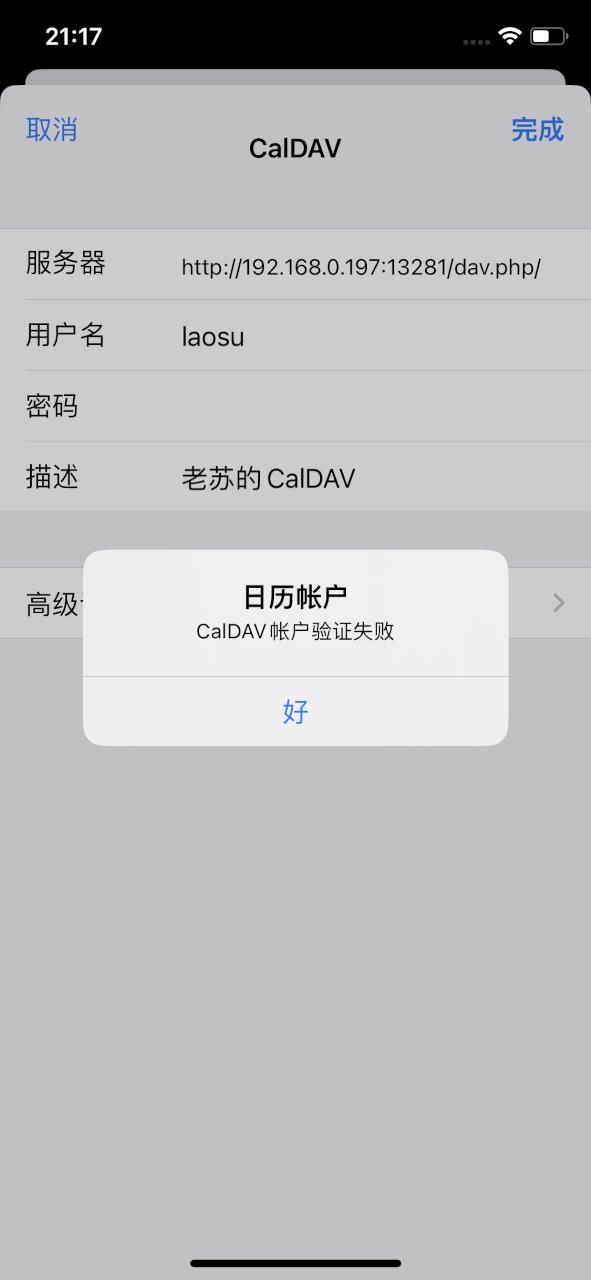 21:17
取消
CalDAV
完成
服务器 http://192.168.0.197:13281/dav.php/
用户名 laosu
密码
描述 老苏的 CalDAV
高级
日历帐户
CalDAV 帐户验证失败
好